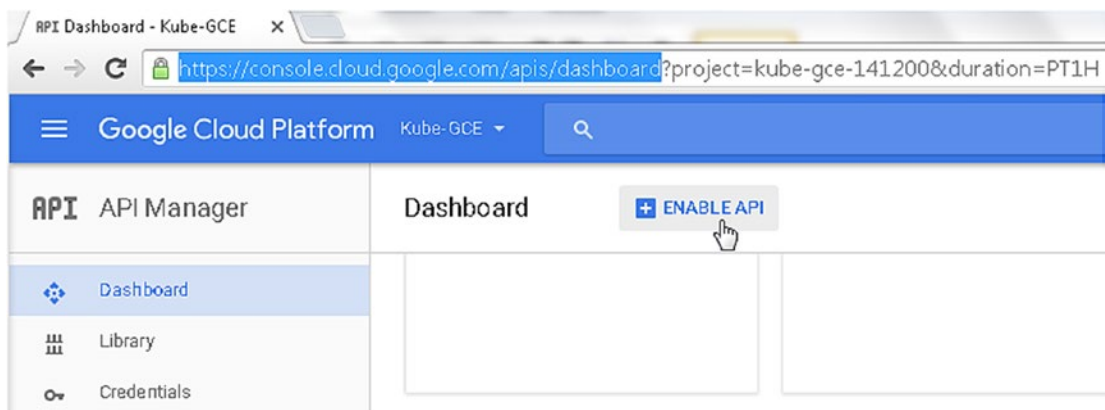 API Dashboard - Kube-GCE
https://console.cloud.google.com/apis/dashboard?project=kube-gce-141200&duration=PT1H
Google Cloud Platform Kube-GCE
API API Manager Dashboard ENABLE API
Dashboard
Library
Credentials